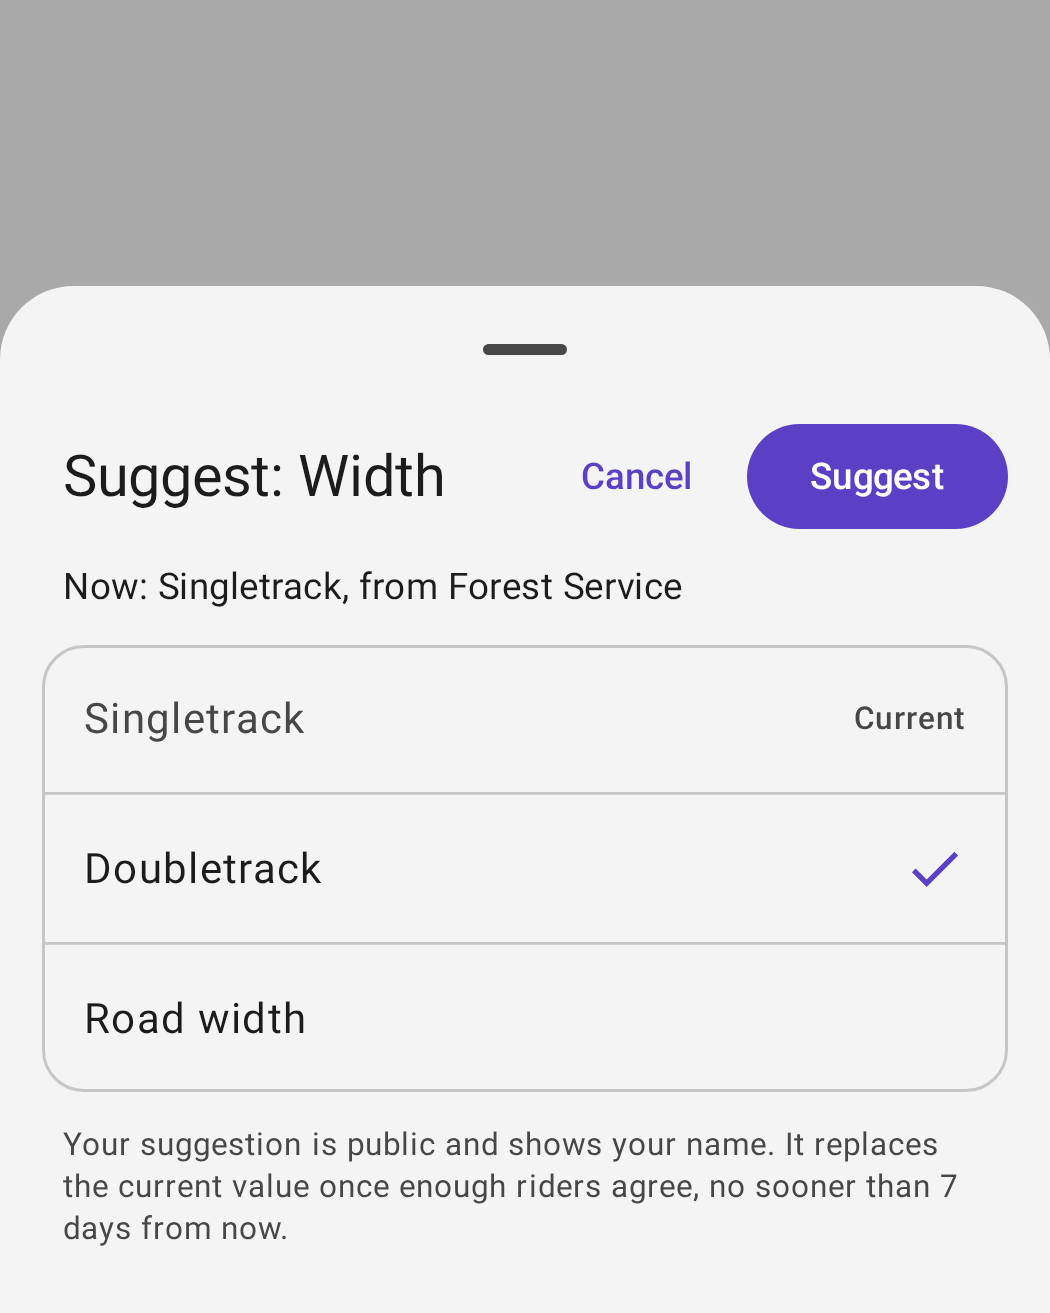 Suggest: Width
Cancel
Suggest
Now: Singletrack, from Forest Service
Singletrack
Current
Doubletrack
Road width
Your suggestion is public and shows your name. It replaces
the current value once enough riders agree, no sooner than 7
days from now.